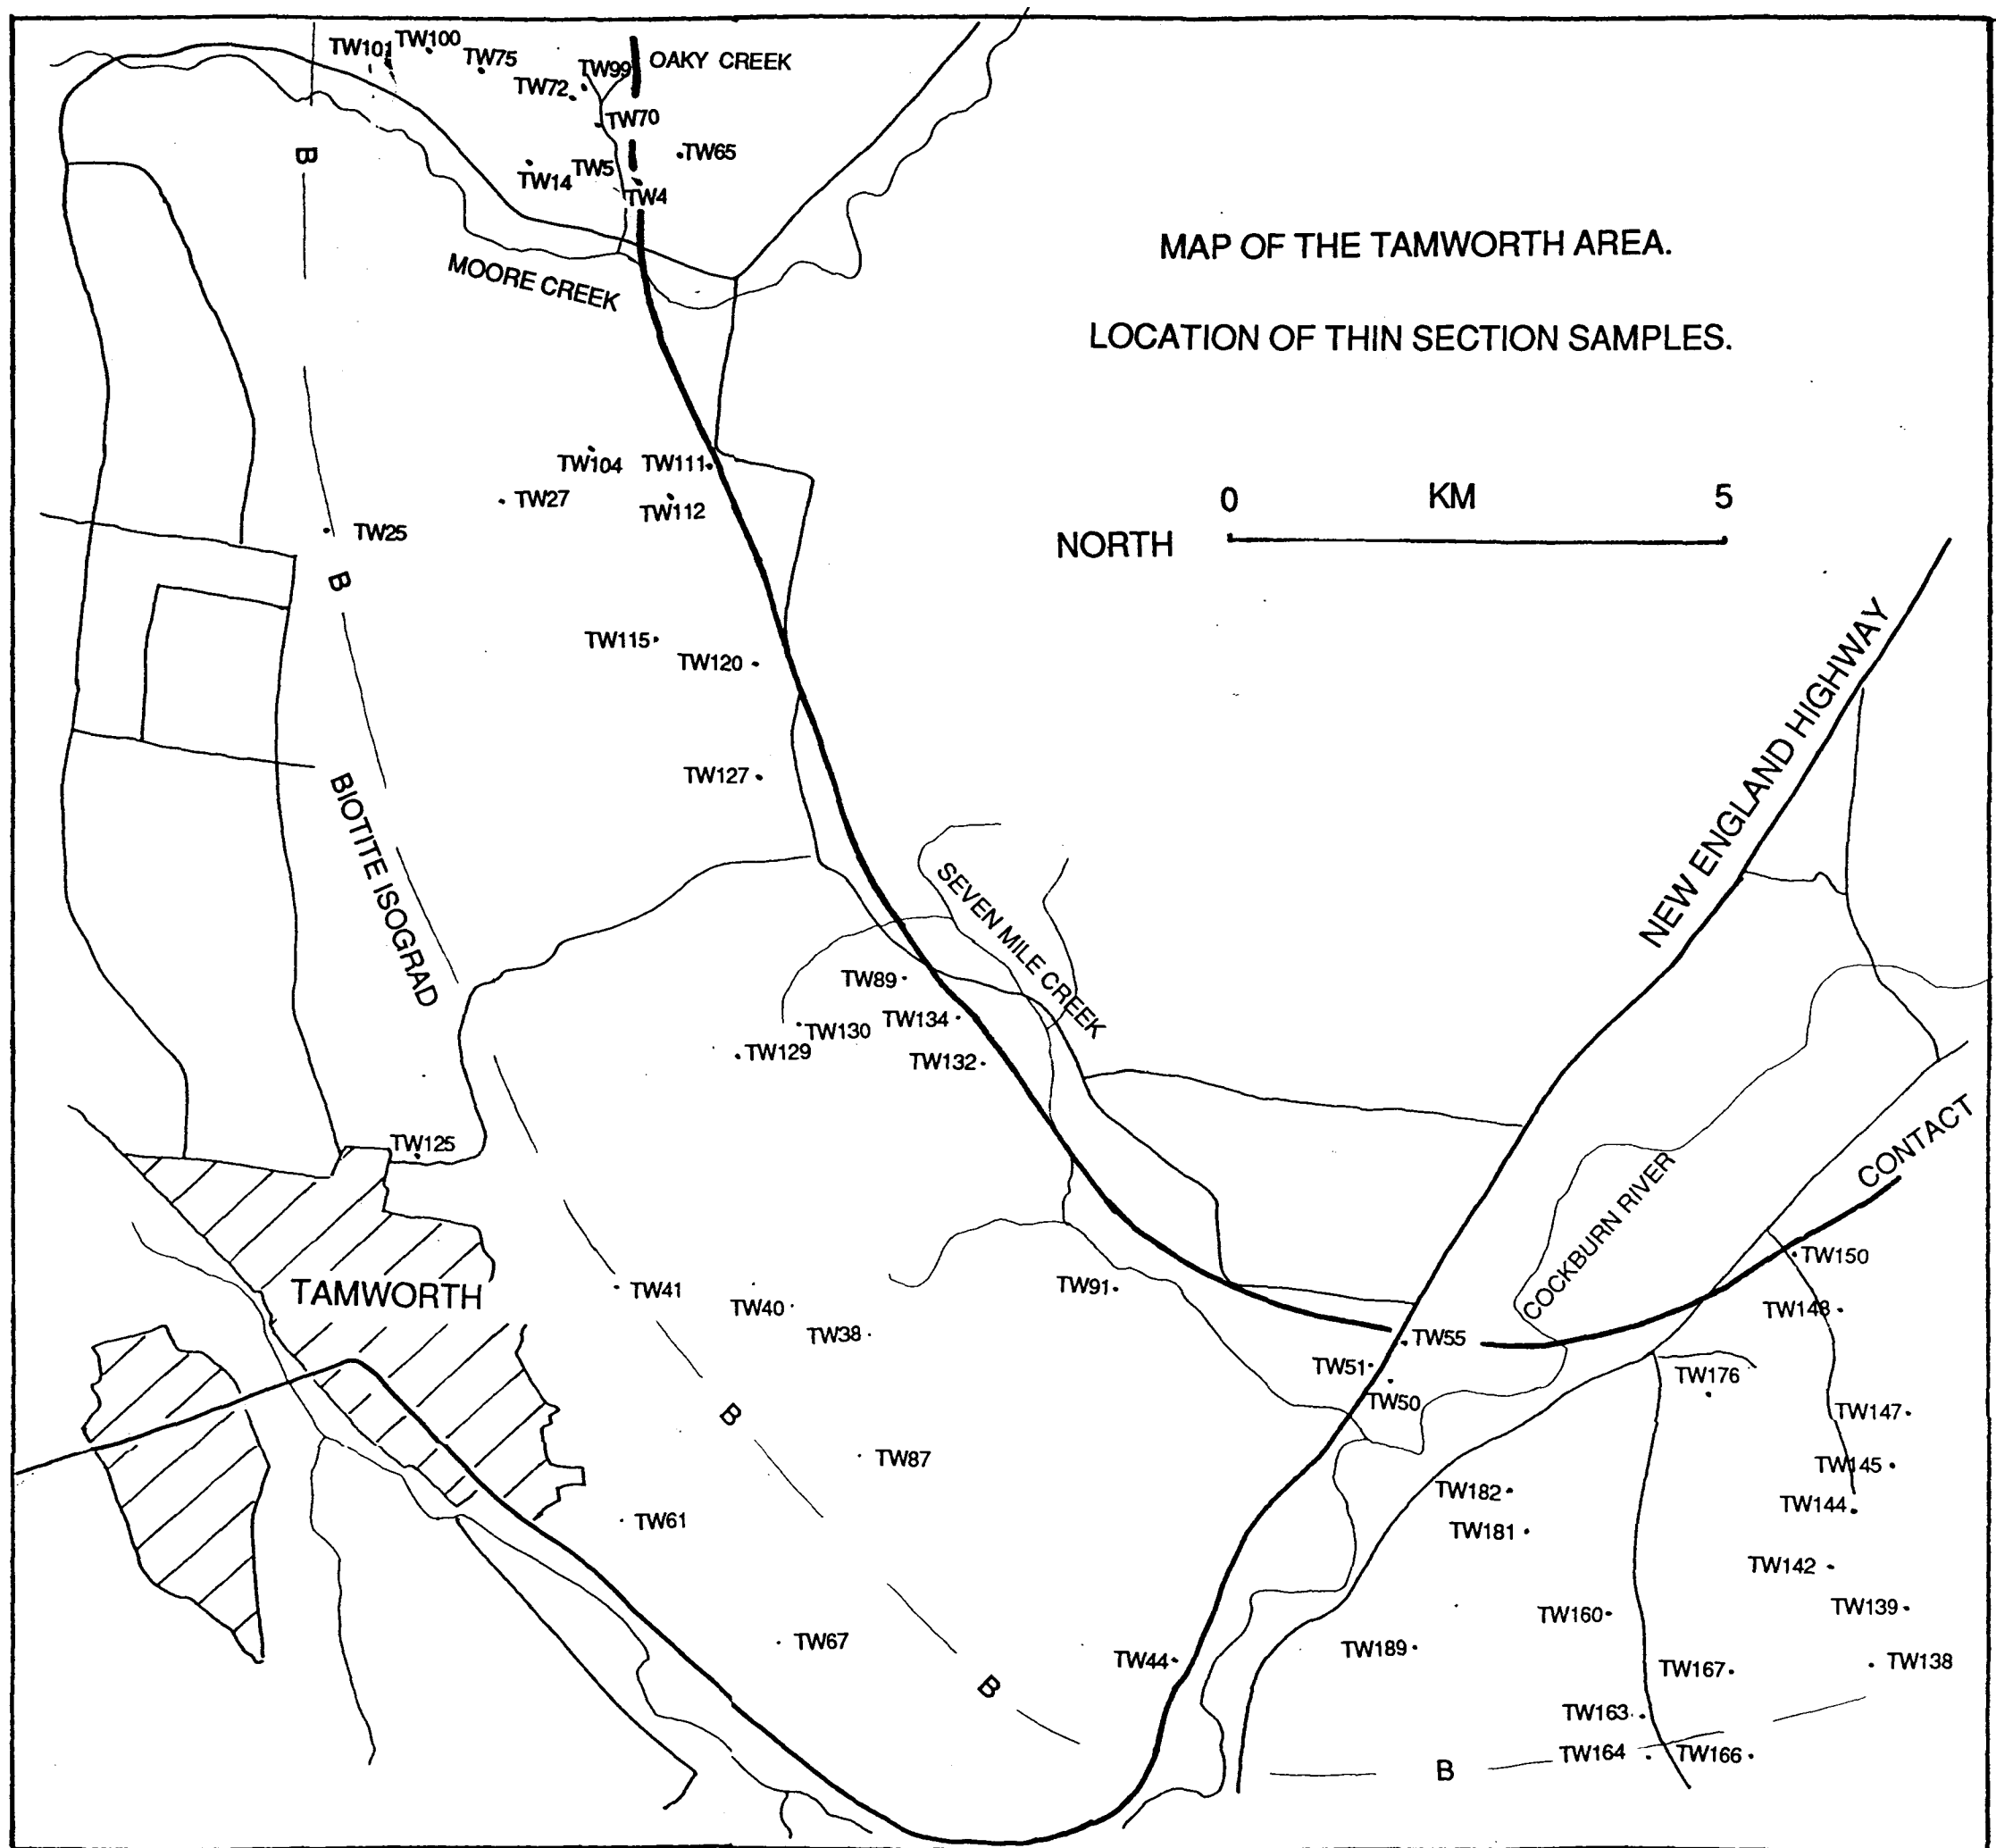 TW101
TW100
TW75
TW99
OAKY CREEK
TW72
TW70
TW65
TW5
TW14
TW4
B
MOORE CREEK
MAP OF THE TAMWORTH AREA.
LOCATION OF THIN SECTION SAMPLES.
TW104
TW111
TW27
TW112
TW25
0 KM 5
NORTH
B
TW115
TW120
TW127
BIOTITE ISOGRAD
NEW ENGLAND HIGHWAY
SEVEN MILE CREEK
TW89
TW134
TW130
TW129
TW132
TW125
CONTACT
COCKBURN RIVER
TW150
TAMWORTH
TW41
TW40
TW38
TW91
TW148
TW55
TW51
TW50
TW176
B
TW147
TW87
TW145
TW182
TW144
TW61
TW181
TW142
TW160
TW139
TW67
TW44
TW189
TW167
TW138
B
TW163
TW164
TW166
B